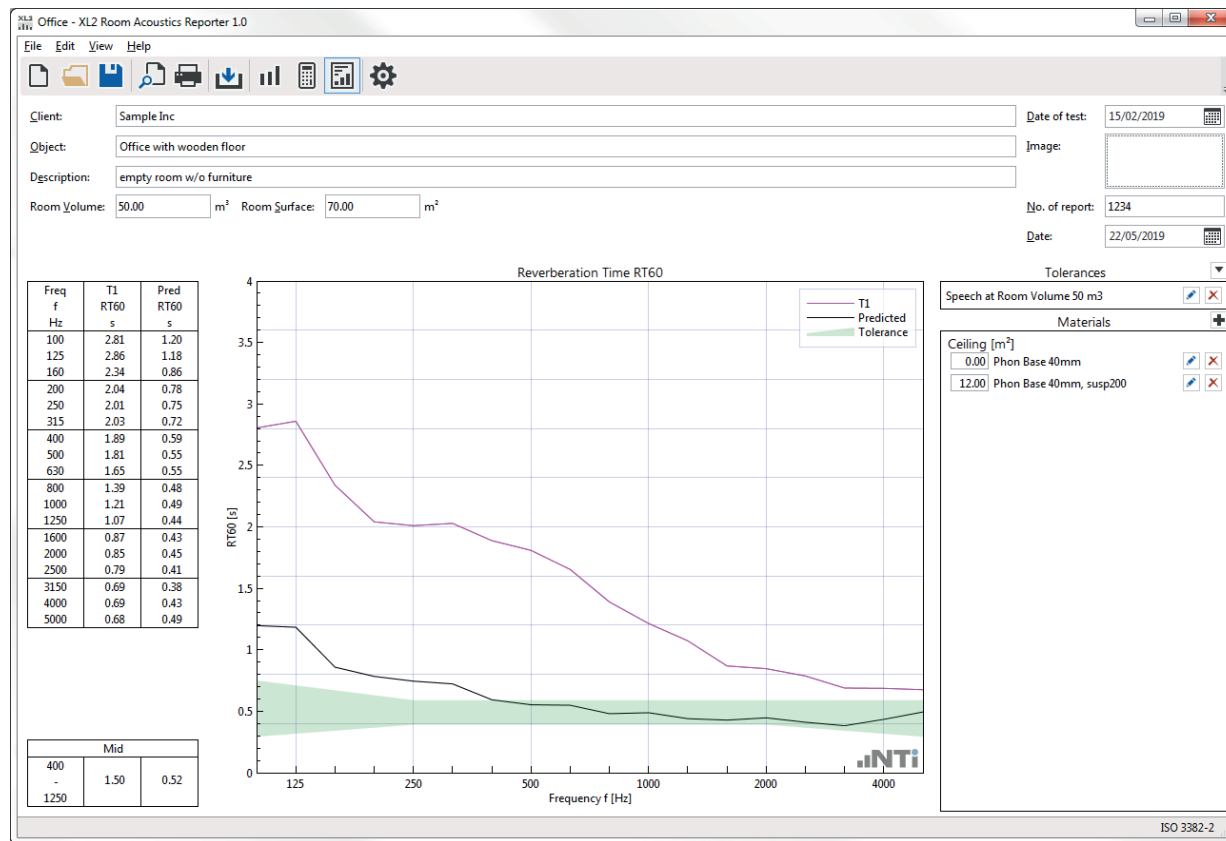 Office - XL2 Room Acoustics Reporter 1.0
File Edit View Help
Client: Sample Inc Date of test: 15/02/2019
Object: Office with wooden floor Image:
Description: empty room w/o furniture
Room Volume: 50.00 m³ Room Surface: 70.00 m² No. of report: 1234
Date: 22/05/2019
Freq T1 Pred
f RT60 RT60
Hz s s
100 2.81 1.20
125 2.86 1.18
160 2.34 0.86
200 2.04 0.78
250 2.01 0.75
315 2.03 0.72
400 1.89 0.59
500 1.81 0.55
630 1.65 0.55
800 1.39 0.48
1000 1.21 0.49
1250 1.07 0.44
1600 0.87 0.43
2000 0.85 0.45
2500 0.79 0.41
3150 0.69 0.38
4000 0.69 0.43
5000 0.68 0.49
Mid
400
- 1.50 0.52
1250
Reverberation Time RT60
T1
Predicted
Tolerance
4
3.5
3
2.5
2
1.5
1
0.5
0
RT60 [s]
125 250 500 1000 2000 4000
Frequency f [Hz]
NTi
Tolerances
Speech at Room Volume 50 m3
Materials
Ceiling [m²]
0.00 Phon Base 40mm
12.00 Phon Base 40mm, susp200
ISO 3382-2